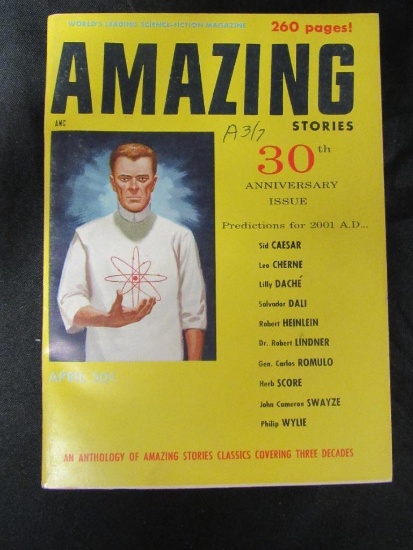 WORLD'S LEADING SCIENCE-FICTION MAGAZINE
260 pages!
AMAZING
AMC
STORIES
A 3/7
30th
ANNIVERSARY
ISSUE
Predictions for 2001 A.D...
Sid CAESAR
Leo CHERNE
Lilly DACHÉ
Salvador DALI
Robert HEINLEIN
Dr. Robert LINDNER
Gen. Carlos ROMULO
Herb SCORE
John Cameron SWAYZE
Philip WYLIE
APRIL 50¢
AN ANTHOLOGY OF AMAZING STORIES CLASSICS COVERING THREE DECADES